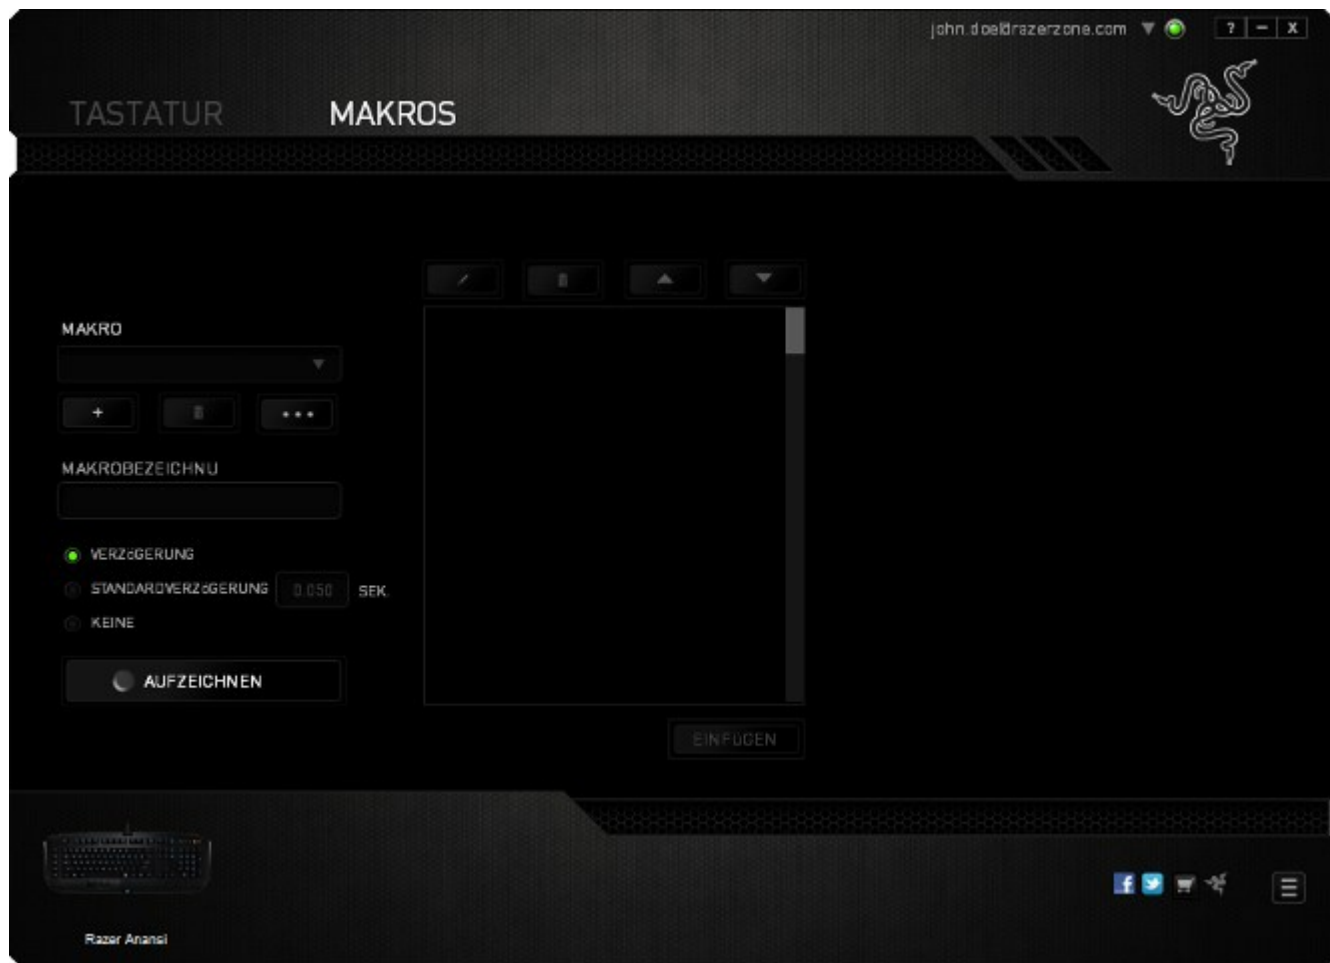 john.doe@razerzone.com
? – X
TASTATUR MAKROS
MAKRO
+
MAKROBEZEICHNU
VERZöGERUNG
STANDARDVERZöGERUNG 0.050 SEK.
KEINE
AUFZEICHNEN
EINFüGEN
Razer Anansi